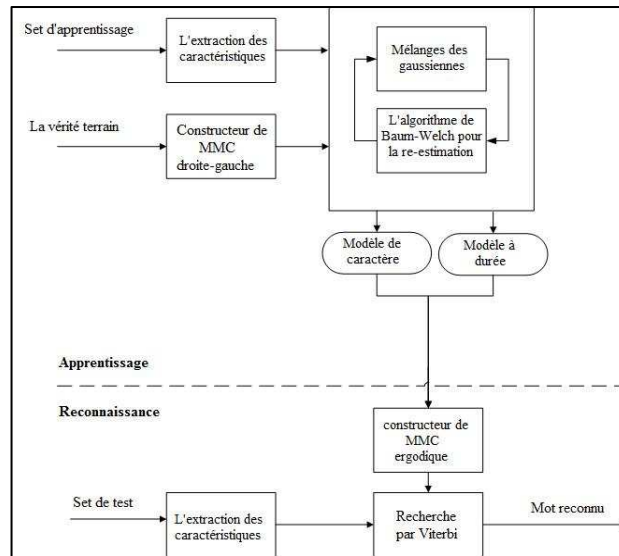 Set d'apprentissage
L'extraction des
caractéristiques
Mélanges des
gaussiennes
La vérité terrain
Constructeur de
MMC
droite-gauche
L'algorithme de
Baum-Welch pour
la re-estimation
Modèle de
caractère
Modèle à
durée
Apprentissage
Reconnaissance
constructeur de
MMC
ergodique
Set de test
L'extraction des
caractéristiques
Recherche
par Viterbi
Mot reconnu